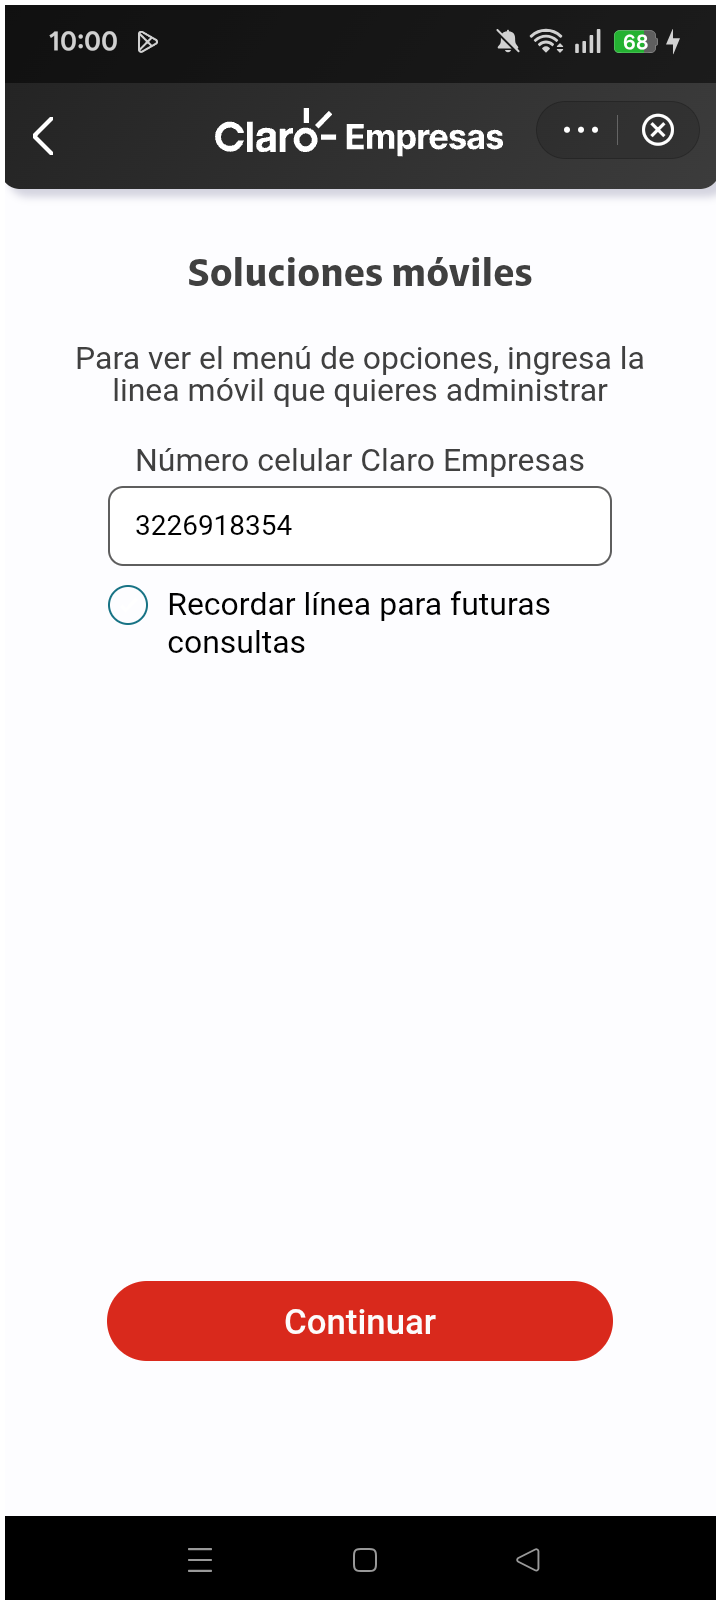 10:00
68
Claro- Empresas
Soluciones móviles
Para ver el menú de opciones, ingresa la
linea móvil que quieres administrar
Número celular Claro Empresas
3226918354
Recordar línea para futuras
consultas
Continuar